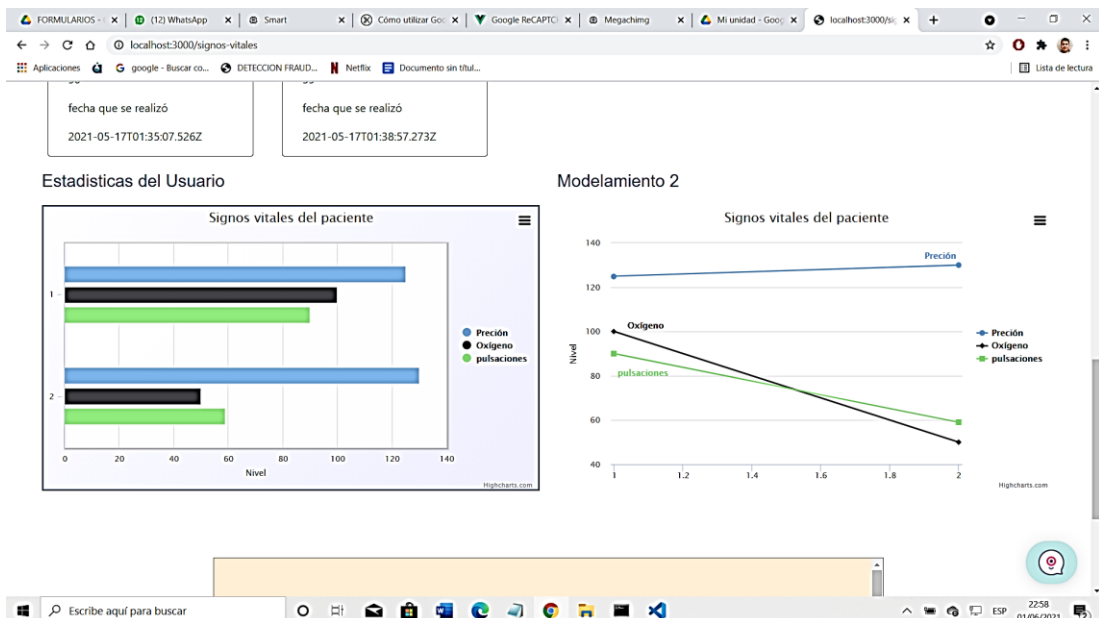 FORMULARIOS -
(12) WhatsApp
Smart
Cómo utilizar Goo
Google ReCAPTC
Megachimg
Mi unidad - Goog
localhost:3000/sig
localhost:3000/signos-vitales
Aplicaciones
google - Buscar co...
DETECCION FRAUD...
Netflix
Documento sin títul...
Lista de lectura
fecha que se realizó
fecha que se realizó
2021-05-17T01:35:07.526Z
2021-05-17T01:38:57.273Z
Estadisticas del Usuario
Modelamiento 2
Signos vitales del paciente
1
2
0 20 40 60 80 100 120 140
Nivel
Preción
Oxígeno
pulsaciones
Highcharts.com
Signos vitales del paciente
140
120
100
80
60
40
Nivel
Preción
Oxígeno
pulsaciones
1 1.2 1.4 1.6 1.8 2
Preción
Oxígeno
pulsaciones
Highcharts.com
Escribe aquí para buscar
ESP
22:58
01/06/2021